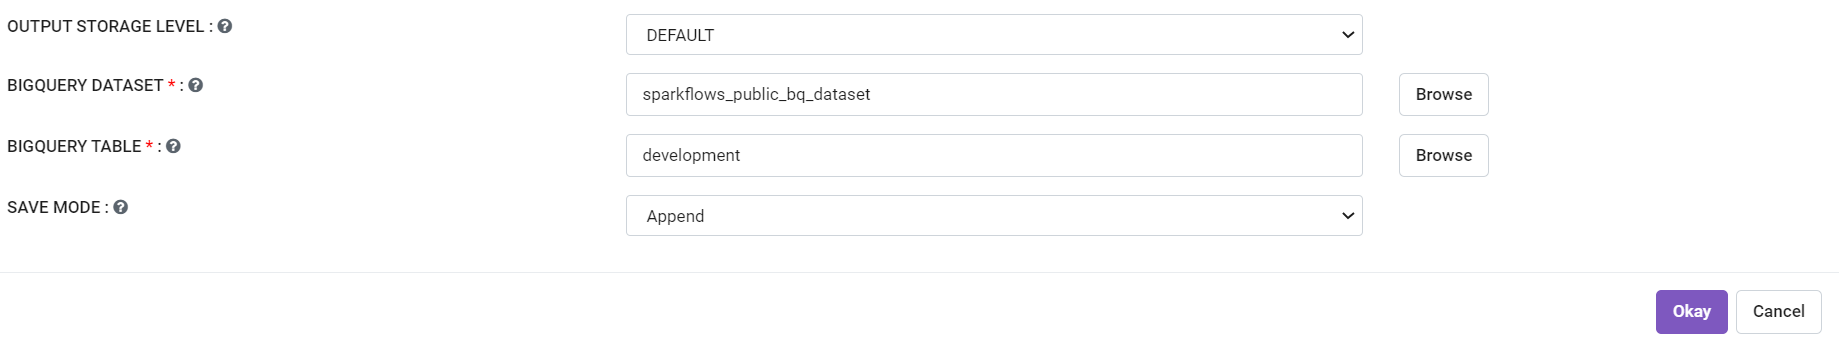 OUTPUT STORAGE LEVEL :
DEFAULT
BIGQUERY DATASET * :
sparkflows_public_bq_dataset
Browse
BIGQUERY TABLE * :
development
Browse
SAVE MODE :
Append
Okay
Cancel